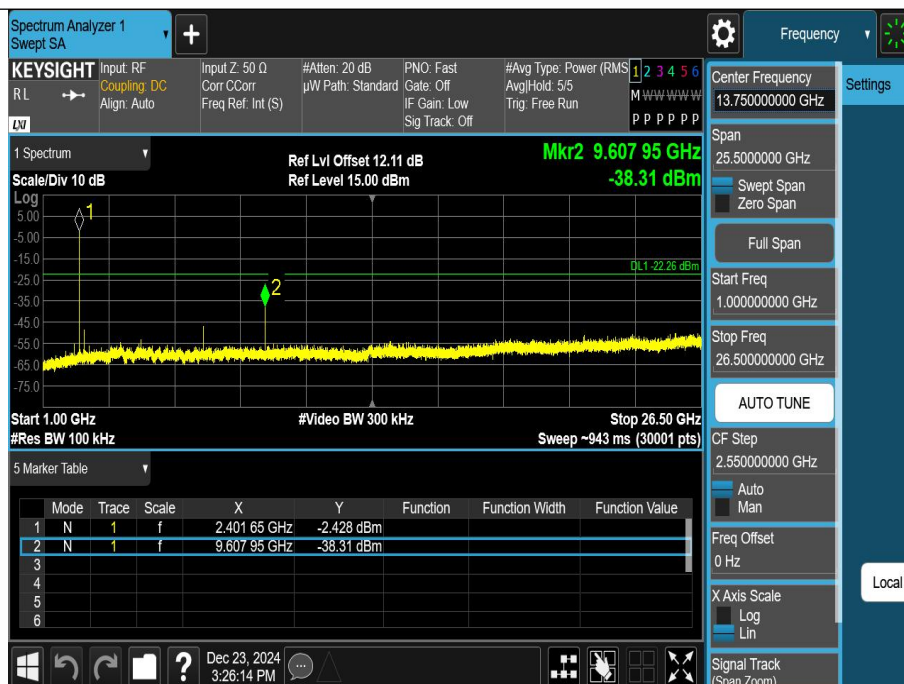 Spectrum Analyzer 1
Swept SA
Frequency
KEYSIGHT
RL
LXI
Input: RF
Coupling: DC
Align: Auto
Input Z: 50 Ω
Corr CCorr
Freq Ref: Int (S)
#Atten: 20 dB
µW Path: Standard
PNO: Fast
Gate: Off
IF Gain: Low
Sig Track: Off
#Avg Type: Power (RMS
Avg|Hold: 5/5
Trig: Free Run
1 2 3 4 5 6
M W W W W W
P P P P P P
Center Frequency
13.750000000 GHz
Settings
Span
25.5000000 GHz
Swept Span
Zero Span
Full Span
Start Freq
1.000000000 GHz
Stop Freq
26.500000000 GHz
AUTO TUNE
CF Step
2.550000000 GHz
Auto
Man
Freq Offset
0 Hz
Local
X Axis Scale
Log
Lin
Signal Track
(Span Zoom)
1 Spectrum
Scale/Div 10 dB
Ref Lvl Offset 12.11 dB
Ref Level 15.00 dBm
Mkr2 9.607 95 GHz
-38.31 dBm
Log
5.00
-5.00
-15.0
-25.0
-35.0
-45.0
-55.0
-65.0
-75.0
1
2
DL1 -22.26 dBm
Start 1.00 GHz
#Video BW 300 kHz
Stop 26.50 GHz
#Res BW 100 kHz
Sweep ~943 ms (30001 pts)
5 Marker Table
Mode Trace Scale X Y Function Function Width Function Value
1 N 1 f 2.401 65 GHz -2.428 dBm
2 N 1 f 9.607 95 GHz -38.31 dBm
3
4
5
6
?
Dec 23, 2024
3:26:14 PM